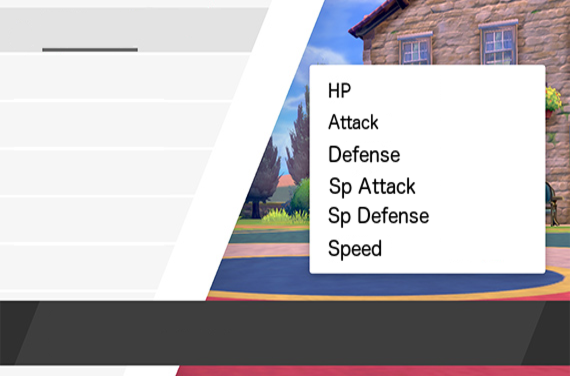 HP
Attack
Defense
Sp Attack
Sp Defense
Speed